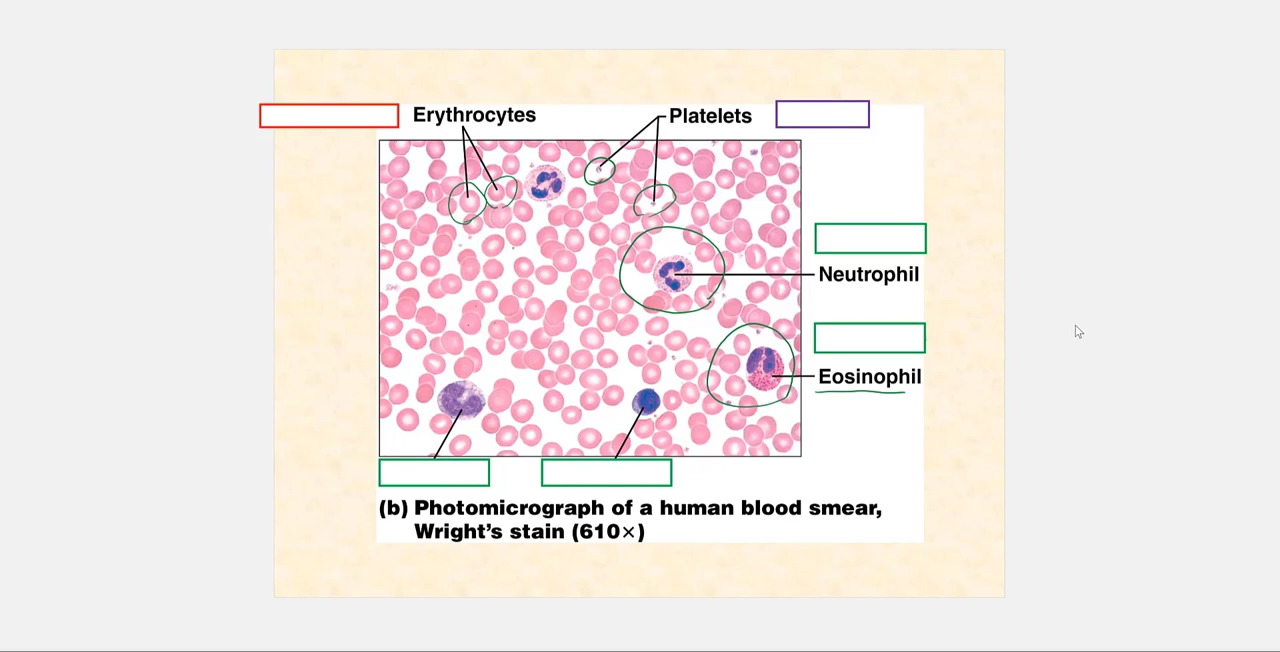 Erythrocytes
Platelets
Neutrophil
Eosinophil
(b) Photomicrograph of a human blood smear,
Wright's stain (610×)